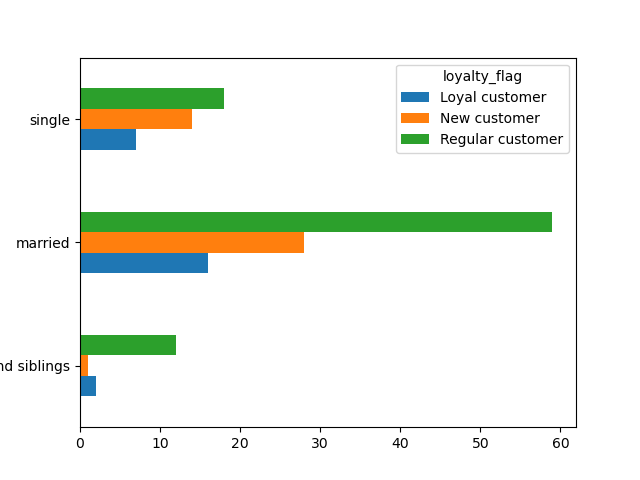 loyalty_flag
Loyal customer
New customer
Regular customer
single
married
nd siblings
0 10 20 30 40 50 60